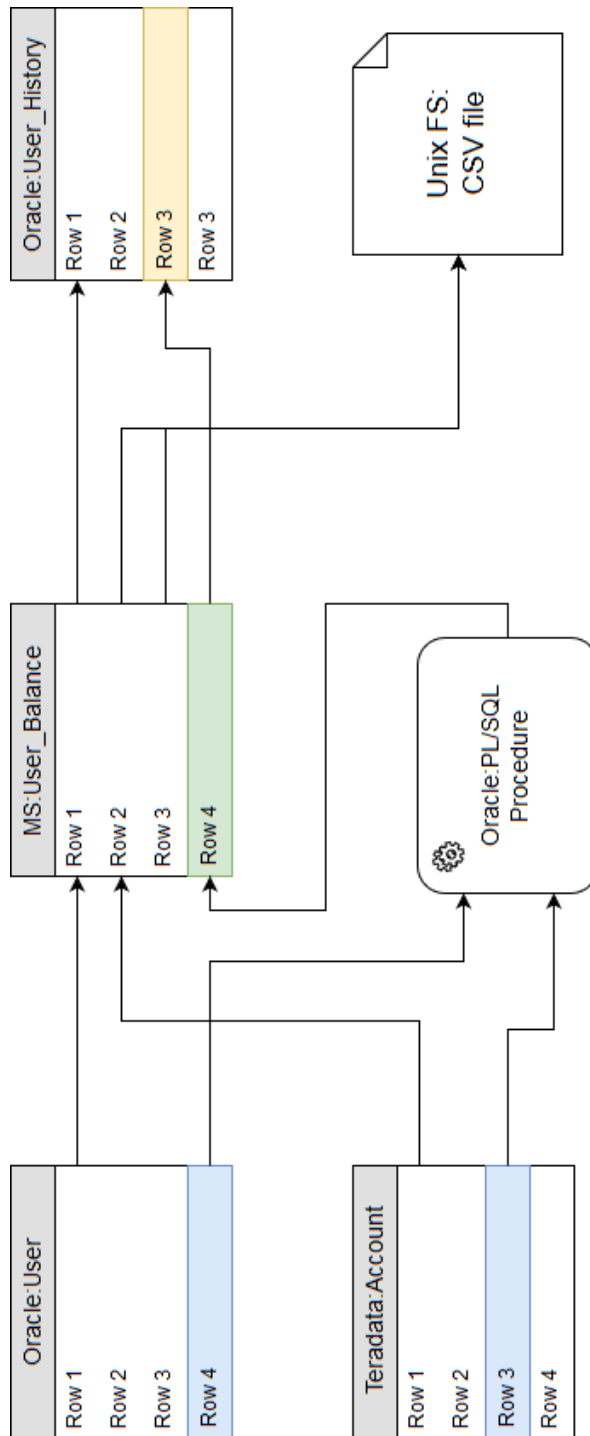 Oracle:User
Row 1
Row 2
Row 3
Row 4
Teradata:Account
Row 1
Row 2
Row 3
Row 4
MS:User_Balance
Row 1
Row 2
Row 3
Row 4
Oracle:PL/SQL
Procedure
Oracle:User_History
Row 1
Row 2
Row 3
Row 3
Unix FS:
CSV file